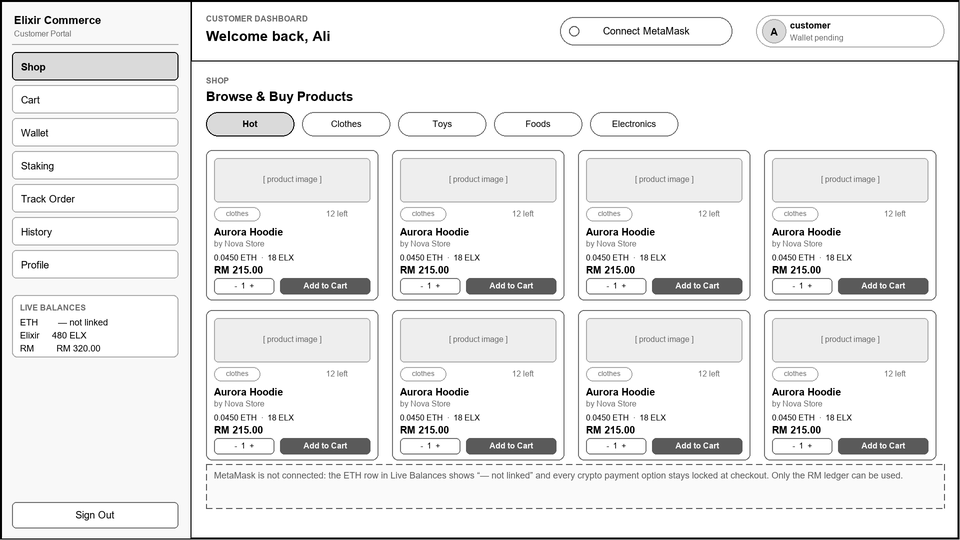 Elixir Commerce
Customer Portal
Shop
Cart
Wallet
Staking
Track Order
History
Profile
LIVE BALANCES
ETH — not linked
Elixir 480 ELX
RM RM 320.00
Sign Out
CUSTOMER DASHBOARD
Welcome back, Ali
Connect MetaMask
A
customer
Wallet pending
SHOP
Browse & Buy Products
Hot
Clothes
Toys
Foods
Electronics
[ product image ]
clothes 12 left
Aurora Hoodie
by Nova Store
0.0450 ETH · 18 ELX
RM 215.00
- 1 + Add to Cart
[ product image ]
clothes 12 left
Aurora Hoodie
by Nova Store
0.0450 ETH · 18 ELX
RM 215.00
- 1 + Add to Cart
[ product image ]
clothes 12 left
Aurora Hoodie
by Nova Store
0.0450 ETH · 18 ELX
RM 215.00
- 1 + Add to Cart
[ product image ]
clothes 12 left
Aurora Hoodie
by Nova Store
0.0450 ETH · 18 ELX
RM 215.00
- 1 + Add to Cart
[ product image ]
clothes 12 left
Aurora Hoodie
by Nova Store
0.0450 ETH · 18 ELX
RM 215.00
- 1 + Add to Cart
[ product image ]
clothes 12 left
Aurora Hoodie
by Nova Store
0.0450 ETH · 18 ELX
RM 215.00
- 1 + Add to Cart
[ product image ]
clothes 12 left
Aurora Hoodie
by Nova Store
0.0450 ETH · 18 ELX
RM 215.00
- 1 + Add to Cart
[ product image ]
clothes 12 left
Aurora Hoodie
by Nova Store
0.0450 ETH · 18 ELX
RM 215.00
- 1 + Add to Cart
MetaMask is not connected: the ETH row in Live Balances shows “— not linked” and every crypto payment option stays locked at checkout. Only the RM ledger can be used.